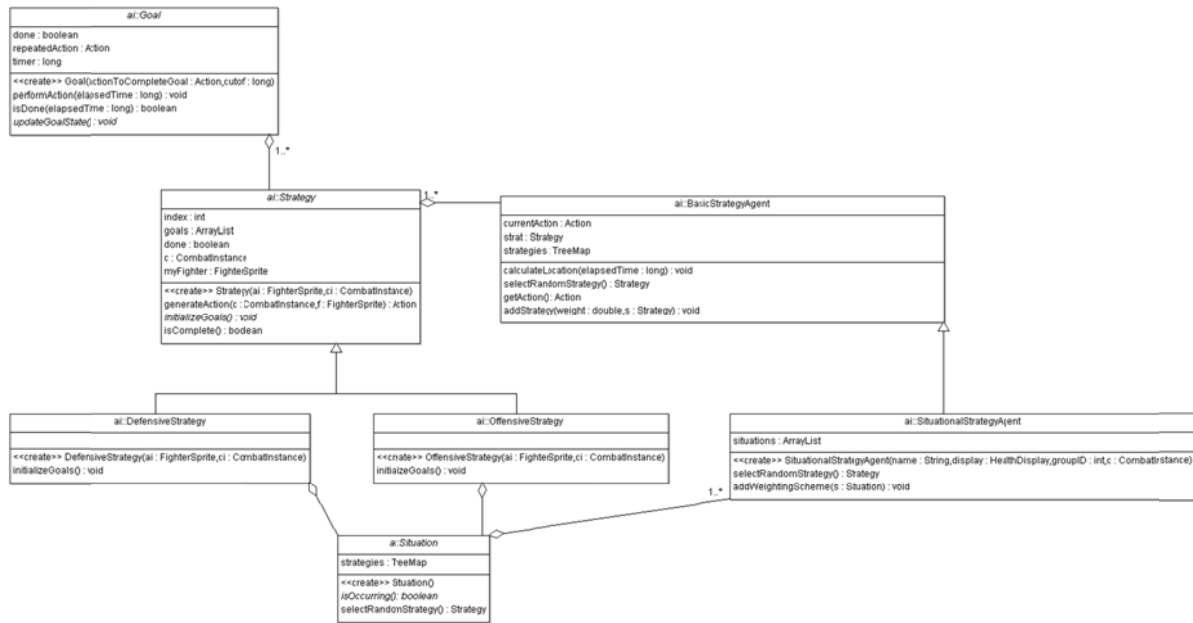 ai::Goal
done : boolean
repeatedAction : Action
timer : long
<<create>> Goal(actionToCompleteGoal : Action,cutof : long)
performAction(elapsedTime : long) : void
isDone(elapsedTime : long) : boolean
updateGoalState() : void
1..*
ai::Strategy
index : int
goals : ArrayList
done : boolean
c : CombatInstance
myFighter : FighterSprite
<<create>> Strategy(ai : FighterSprite,ci : CombatInstance)
generateAction(c : CombatInstance,f : FighterSprite) : Action
initializeGoals() : void
isComplete() : boolean
1..*
ai::BasicStrategyAgent
currentAction : Action
strat : Strategy
strategies : TreeMap
calculateLocation(elapsedTime : long) : void
selectRandomStrategy() : Strategy
getAction() : Action
addStrategy(weight : double,s : Strategy) : void
ai::DefensiveStrategy
<<create>> DefensiveStrategy(ai : FighterSprite,ci : CombatInstance)
initializeGoals() : void
ai::OffensiveStrategy
<<create>> OffensiveStrategy(ai : FighterSprite,ci : CombatInstance)
initializeGoals() : void
ai::SituationalStrategyAgent
situations : ArrayList
<<create>> SituationalStrategyAgent(name : String,display : HealthDisplay,groupID : int,c : CombatInstance)
selectRandomStrategy() : Strategy
addWeightingScheme(s : Situation) : void
1..*
ai::Situation
strategies : TreeMap
<<create>> Situation()
isOccurring() : boolean
selectRandomStrategy() : Strategy